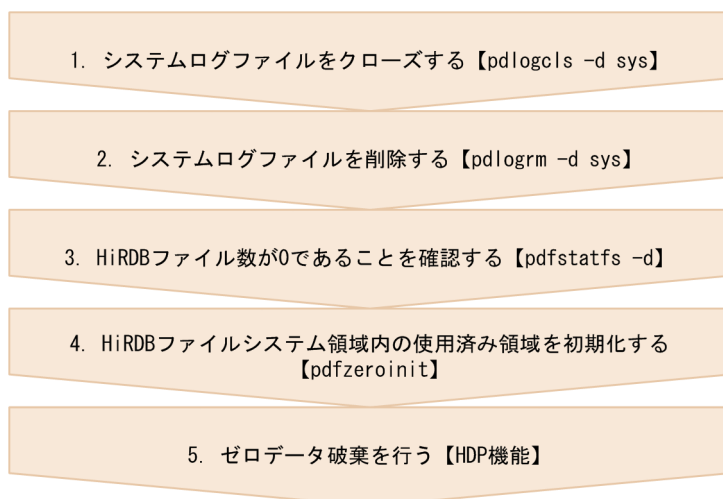 1. システムログファイルをクローズする【pdlogcls -d sys】
2. システムログファイルを削除する【pdlogrm -d sys】
3. HiRDBファイル数が0であることを確認する【pdfstatfs -d】
4. HiRDBファイルシステム領域内の使用済み領域を初期化する
【pdfzeroinit】
5. ゼロデータ破棄を行う【HDP機能】